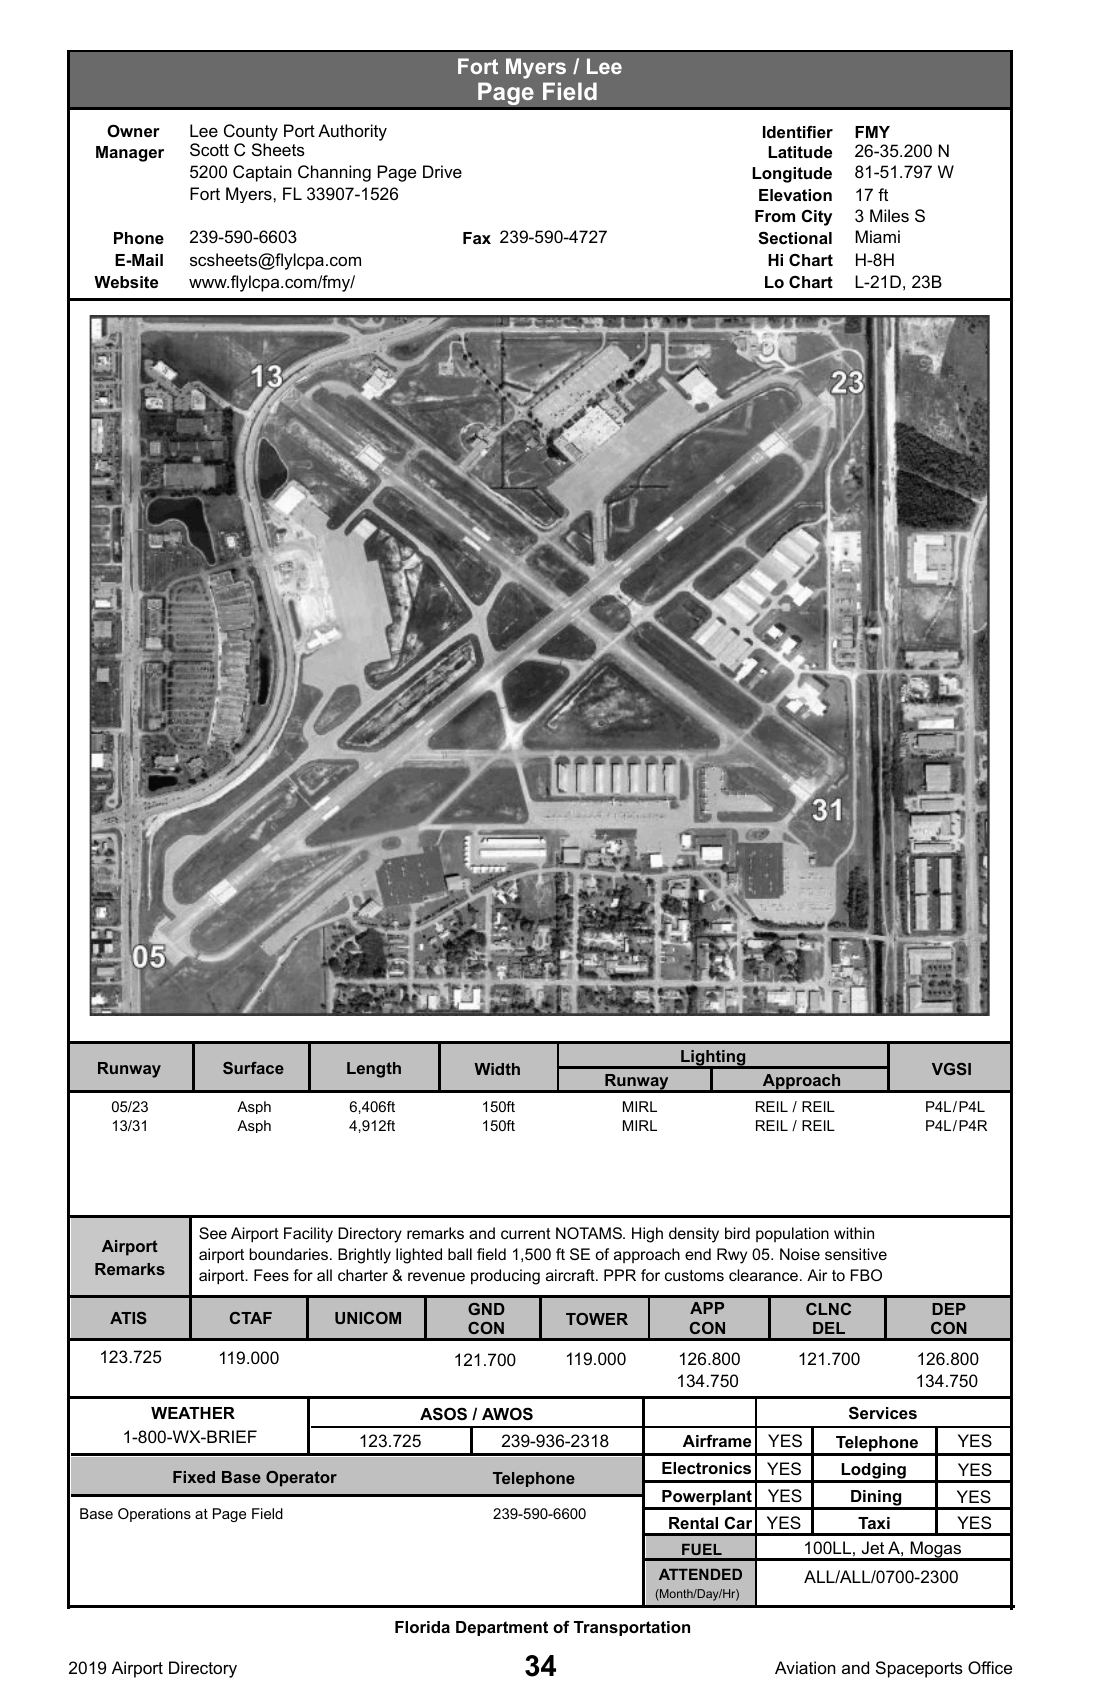 Fort Myers / Lee
Page Field
Owner Lee County Port Authority
Manager Scott C Sheets
5200 Captain Channing Page Drive
Fort Myers, FL 33907-1526
Phone 239-590-6603 Fax 239-590-4727
E-Mail scsheets@flylcpa.com
Website www.flylcpa.com/fmy/
Identifier FMY
Latitude 26-35.200 N
Longitude 81-51.797 W
Elevation 17 ft
From City 3 Miles S
Sectional Miami
Hi Chart H-8H
Lo Chart L-21D, 23B
13
23
31
05
Runway Surface Length Width Lighting VGSI
Runway Approach
05/23 Asph 6,406ft 150ft MIRL REIL / REIL P4L/P4L
13/31 Asph 4,912ft 150ft MIRL REIL / REIL P4L/P4R
Airport Remarks
See Airport Facility Directory remarks and current NOTAMS. High density bird population within
airport boundaries. Brightly lighted ball field 1,500 ft SE of approach end Rwy 05. Noise sensitive
airport. Fees for all charter & revenue producing aircraft. PPR for customs clearance. Air to FBO
ATIS CTAF UNICOM GND CON TOWER APP CON CLNC DEL DEP CON
123.725 119.000 121.700 119.000 126.800 121.700 126.800
134.750 134.750
WEATHER
1-800-WX-BRIEF
ASOS / AWOS
123.725 239-936-2318
Fixed Base Operator Telephone
Base Operations at Page Field 239-590-6600
Services
Airframe YES Telephone YES
Electronics YES Lodging YES
Powerplant YES Dining YES
Rental Car YES Taxi YES
FUEL 100LL, Jet A, Mogas
ATTENDED ALL/ALL/0700-2300
(Month/Day/Hr)
Florida Department of Transportation
2019 Airport Directory 34 Aviation and Spaceports Office